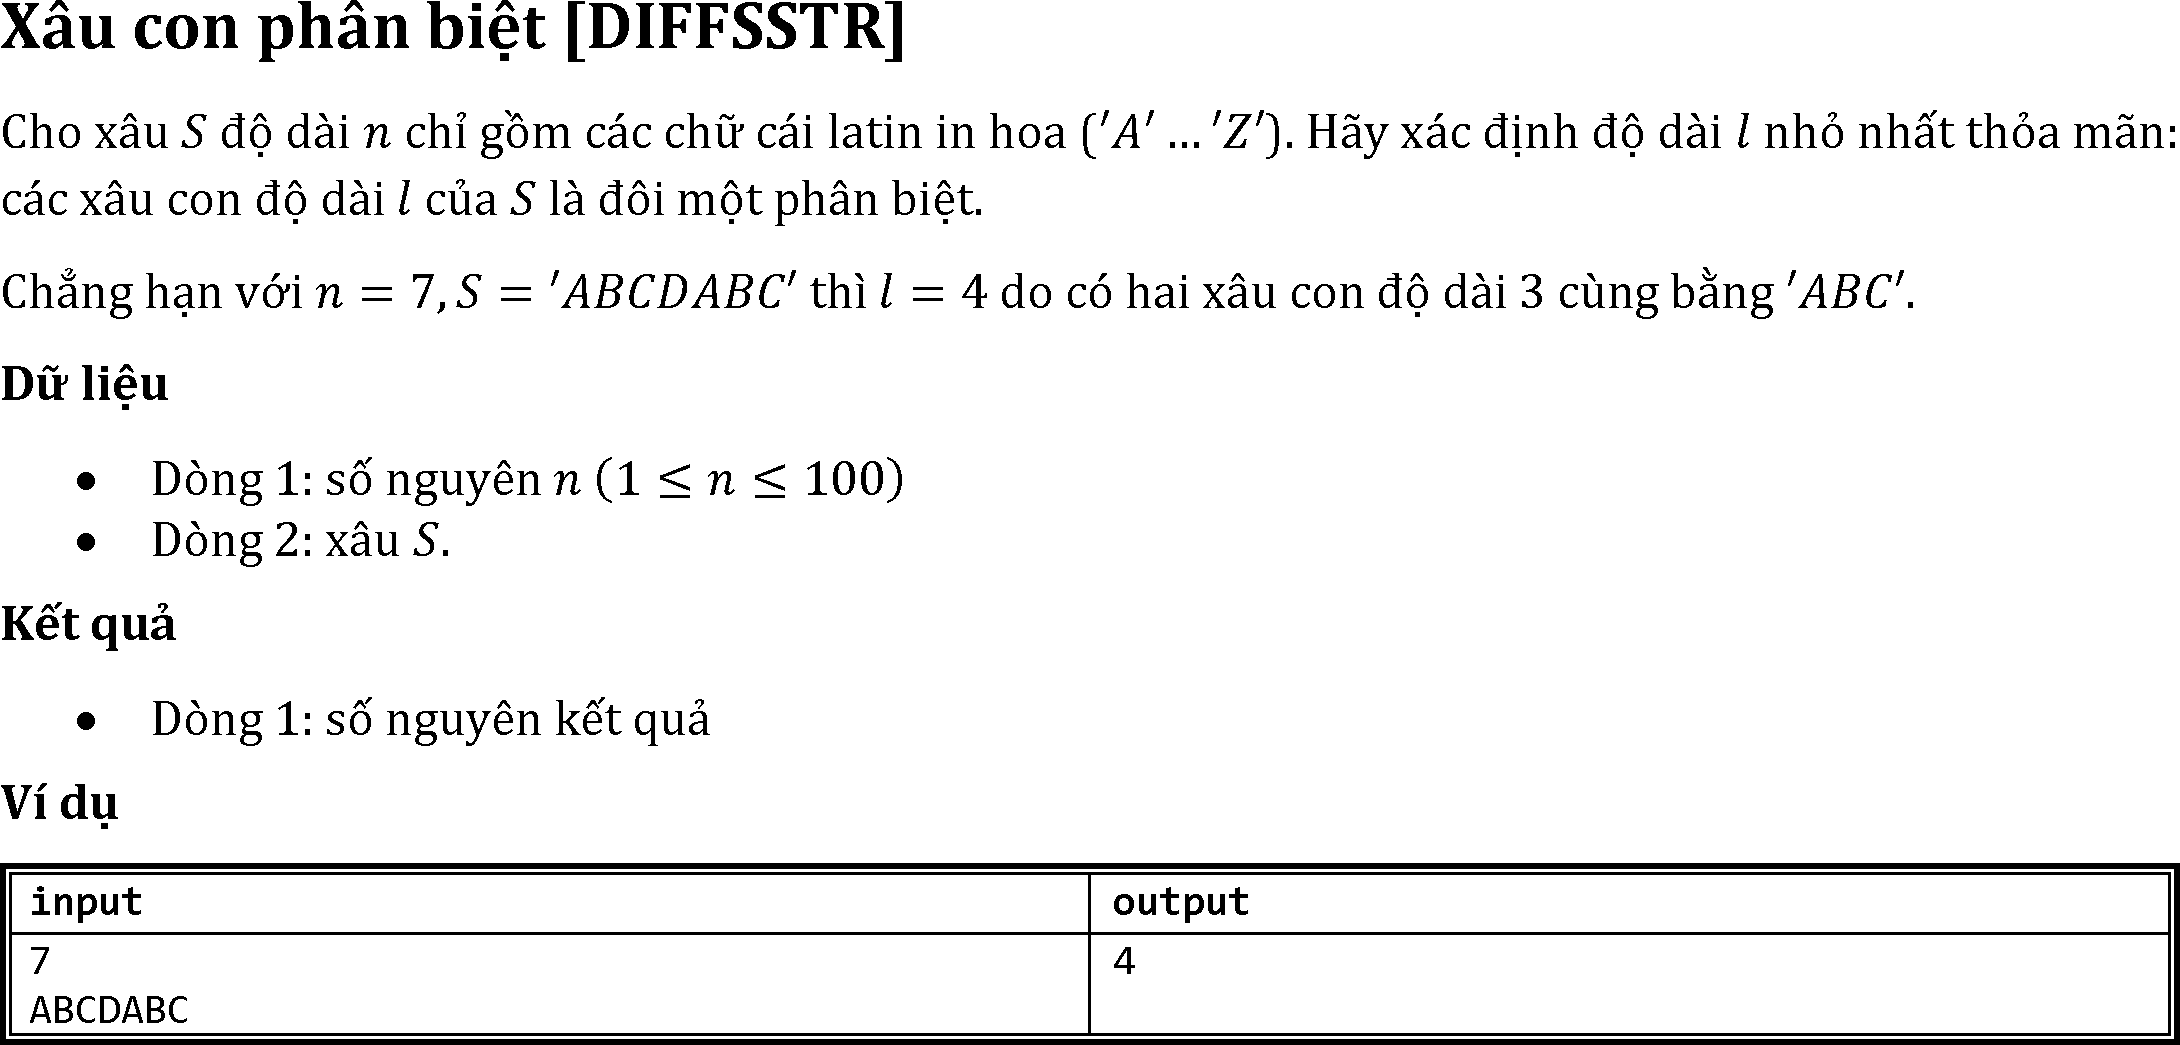 Xâu con phân biệt [DIFFSSTR]
Cho xâu S độ dài n chỉ gồm các chữ cái latin in hoa (′A′ … ′Z′). Hãy xác định độ dài l nhỏ nhất thỏa mãn:
các xâu con độ dài l của S là đôi một phân biệt.
Chẳng hạn với n = 7, S = ′ABCDABC′ thì l = 4 do có hai xâu con độ dài 3 cùng bằng ′ABC′.
Dữ liệu
• Dòng 1: số nguyên n (1 ≤ n ≤ 100)
• Dòng 2: xâu S.
Kết quả
• Dòng 1: số nguyên kết quả
Ví dụ
input output
7 4
ABCDABC